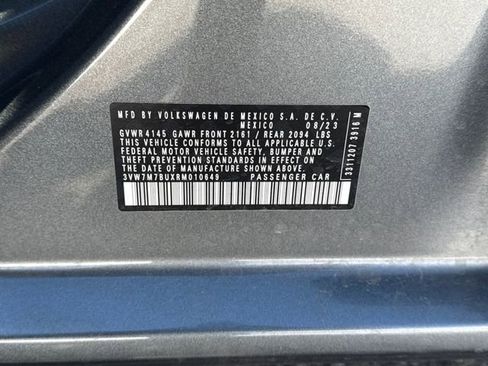 MFD BY VOLKSWAGEN DE MEXICO S.A. DE C.V.
MEXICO 08/23
GVWR 4145 GAWR FRONT 2161 / REAR 2094 LBS
THIS VEHICLE CONFORMS TO ALL APPLICABLE U.S.
FEDERAL MOTOR VEHICLE SAFETY, BUMPER AND
THEFT PREVENTION STANDARDS IN EFFECT ON
THE DATE OF MANUFACTURE SHOWN ABOVE
3VW7M7BUXRM010649 PASSENGER CAR
3311207 3916 M